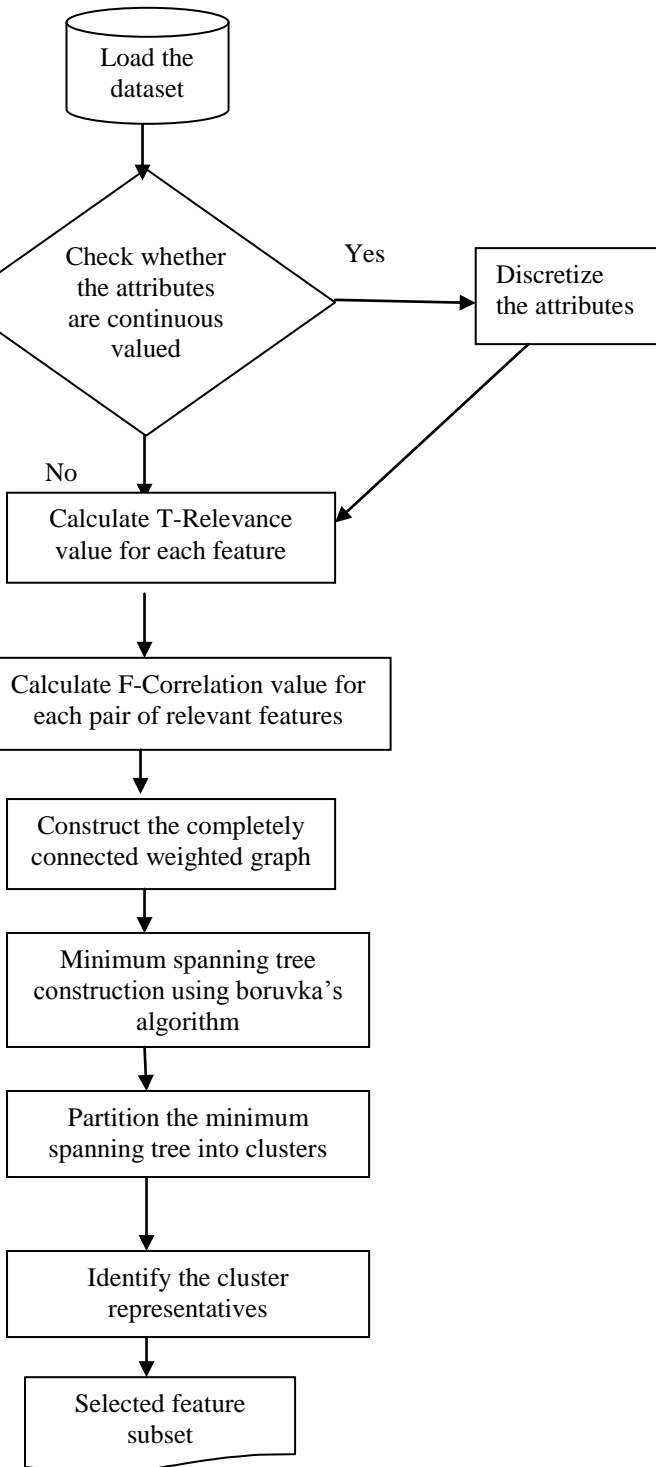 Load the
dataset
Check whether
the attributes
are continuous
valued
Yes
Discretize
the attributes
No
Calculate T-Relevance
value for each feature
Calculate F-Correlation value for
each pair of relevant features
Construct the completely
connected weighted graph
Minimum spanning tree
construction using boruvka’s
algorithm
Partition the minimum
spanning tree into clusters
Identify the cluster
representatives
Selected feature
subset